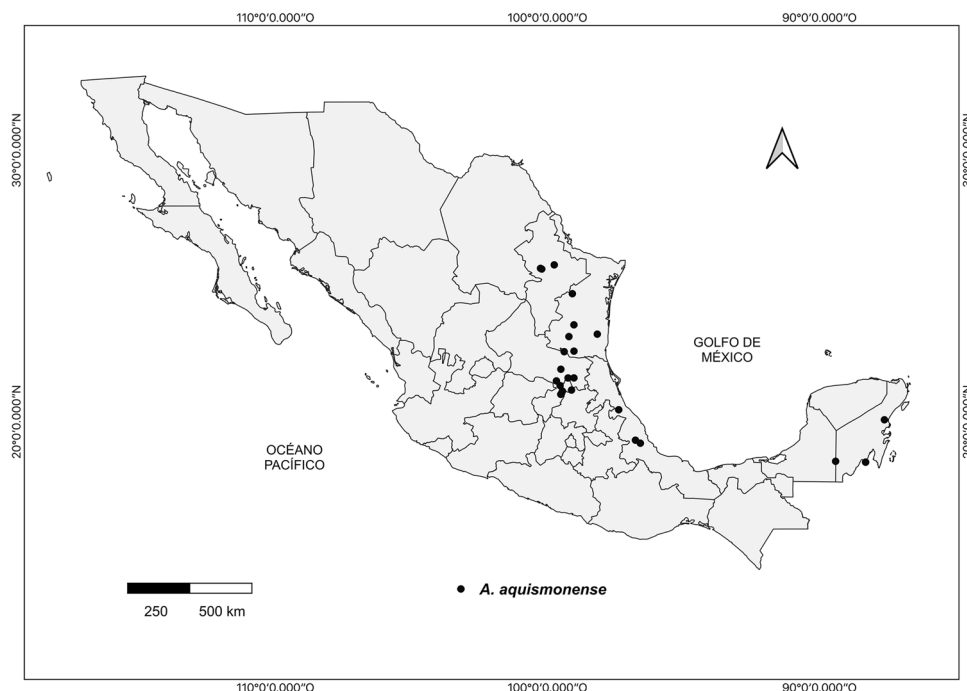 110°0'0.000"O 100°0'0.000"O 90°0'0.000"O
30°0'0.000"N
30°0'0.000"N
GOLFO DE
MÉXICO
20°0'0.000"N
20°0'0.000"N
OCÉANO
PACÍFICO
A. aquismonense
250 500 km
110°0'0.000"O 100°0'0.000"O 90°0'0.000"O